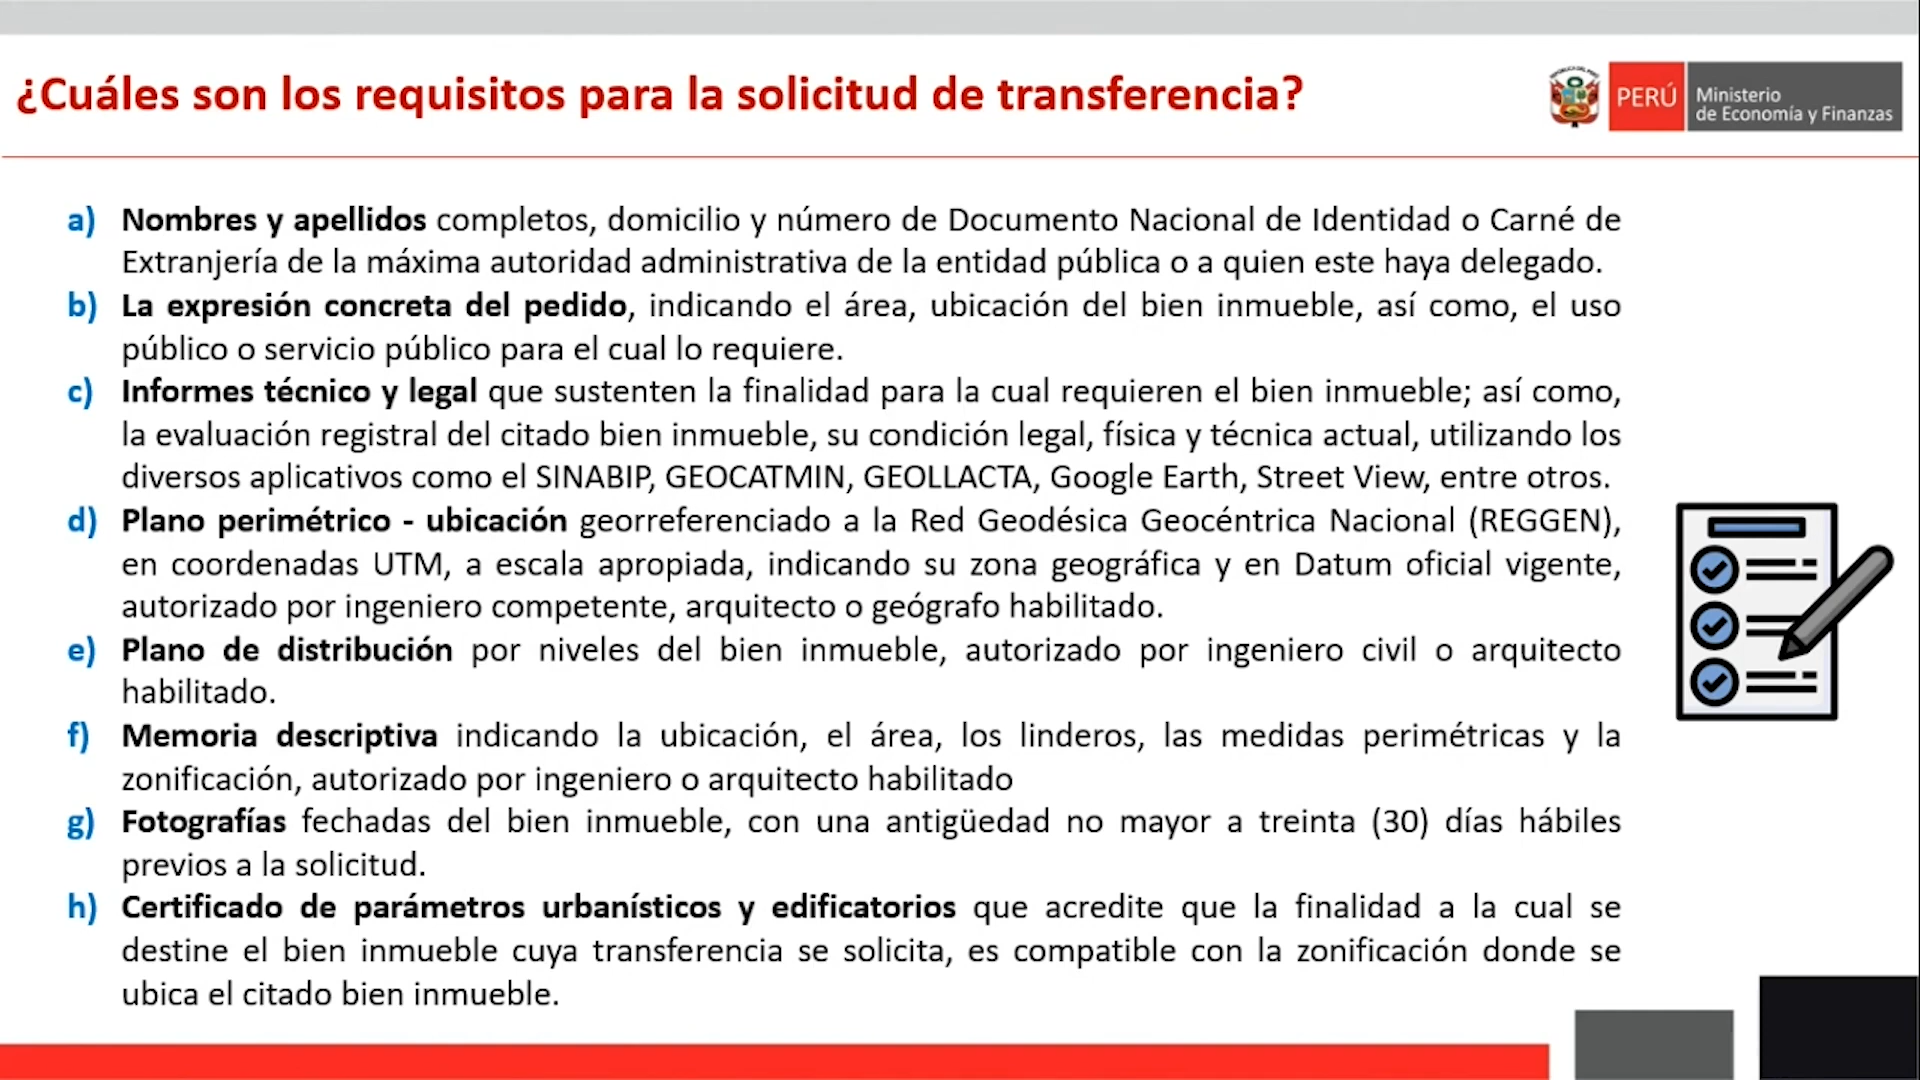 ¿Cuáles son los requisitos para la solicitud de transferencia?
PERÚ
Ministerio
de Economía y Finanzas
a) Nombres y apellidos completos, domicilio y número de Documento Nacional de Identidad o Carné de
Extranjería de la máxima autoridad administrativa de la entidad pública o a quien este haya delegado.
b) La expresión concreta del pedido, indicando el área, ubicación del bien inmueble, así como, el uso
público o servicio público para el cual lo requiere.
c) Informes técnico y legal que sustenten la finalidad para la cual requieren el bien inmueble; así como,
la evaluación registral del citado bien inmueble, su condición legal, física y técnica actual, utilizando los
diversos aplicativos como el SINABIP, GEOCATMIN, GEOLLACTA, Google Earth, Street View, entre otros.
d) Plano perimétrico - ubicación georreferenciado a la Red Geodésica Geocéntrica Nacional (REGGEN),
en coordenadas UTM, a escala apropiada, indicando su zona geográfica y en Datum oficial vigente,
autorizado por ingeniero competente, arquitecto o geógrafo habilitado.
e) Plano de distribución por niveles del bien inmueble, autorizado por ingeniero civil o arquitecto
habilitado.
f) Memoria descriptiva indicando la ubicación, el área, los linderos, las medidas perimétricas y la
zonificación, autorizado por ingeniero o arquitecto habilitado
g) Fotografías fechadas del bien inmueble, con una antigüedad no mayor a treinta (30) días hábiles
previos a la solicitud.
h) Certificado de parámetros urbanísticos y edificatorios que acredite que la finalidad a la cual se
destine el bien inmueble cuya transferencia se solicita, es compatible con la zonificación donde se
ubica el citado bien inmueble.